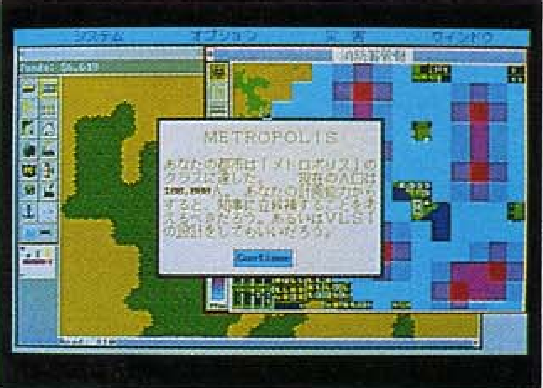 システム オプション 災害 ウインドウ
Funds: $6,619
METROPOLIS
あなたの都市は「メトロポリス」の
クラスに達した。 現在の人口は
100,000人。 あなたの計画能力から
すると、知事に立候補することを考
えるべきだろう。あるいはVLSI
の設計をしてもいいだろう。
Continue